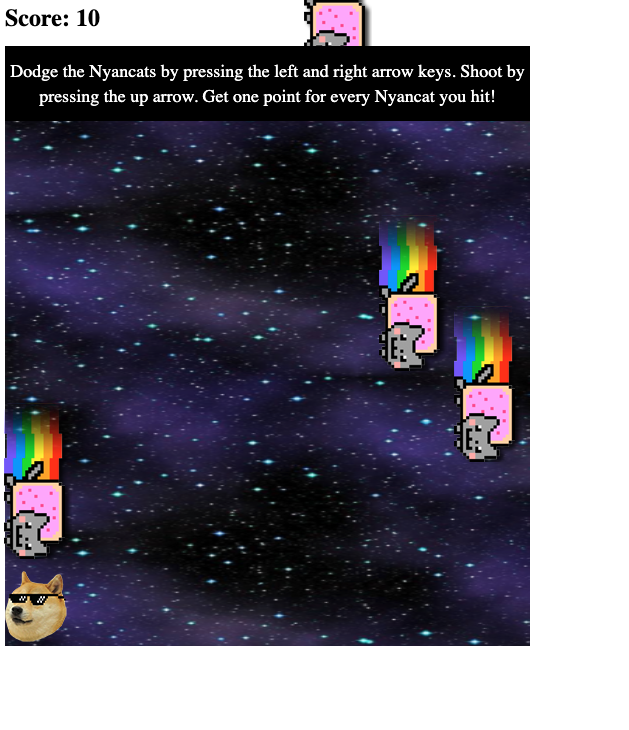 Score: 10
Dodge the Nyancats by pressing the left and right arrow keys. Shoot by
pressing the up arrow. Get one point for every Nyancat you hit!